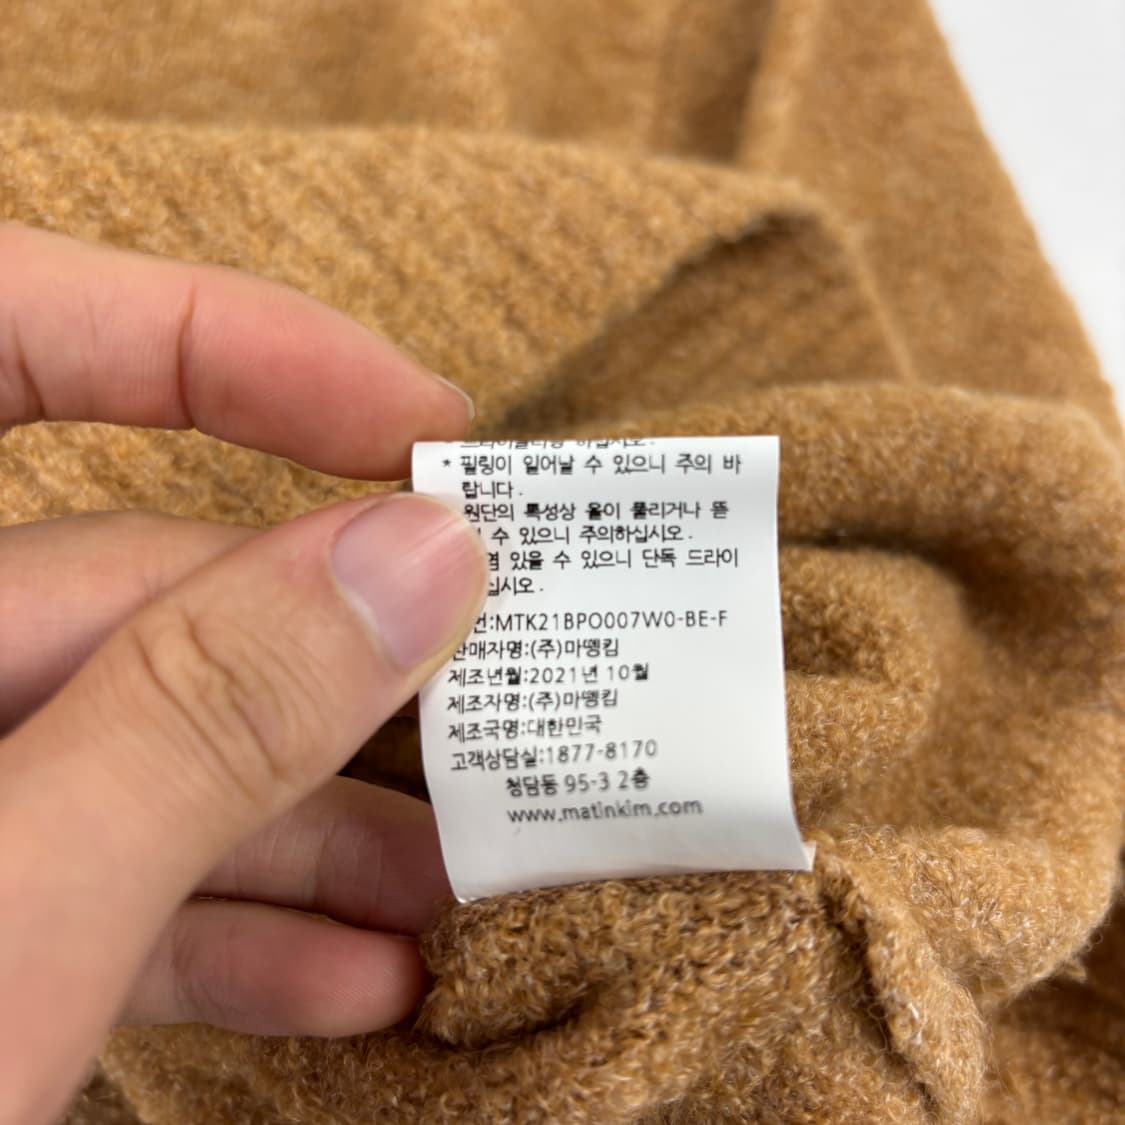 * 필링이 일어날 수 있으니 주의 바
랍니다.
원단의 특성상 올이 풀리거나 뜯
수 있으니 주의하십시오.
염 있을 수 있으니 단독 드라이
십시오.
번:MTK21BPO007W0-BE-F
판매자명:(주)마뗑킴
제조년월:2021년 10월
제조자명:(주)마뗑킴
제조국명:대한민국
고객상담실:1877-8170
청담동 95-3 2층
www.matinkim.com